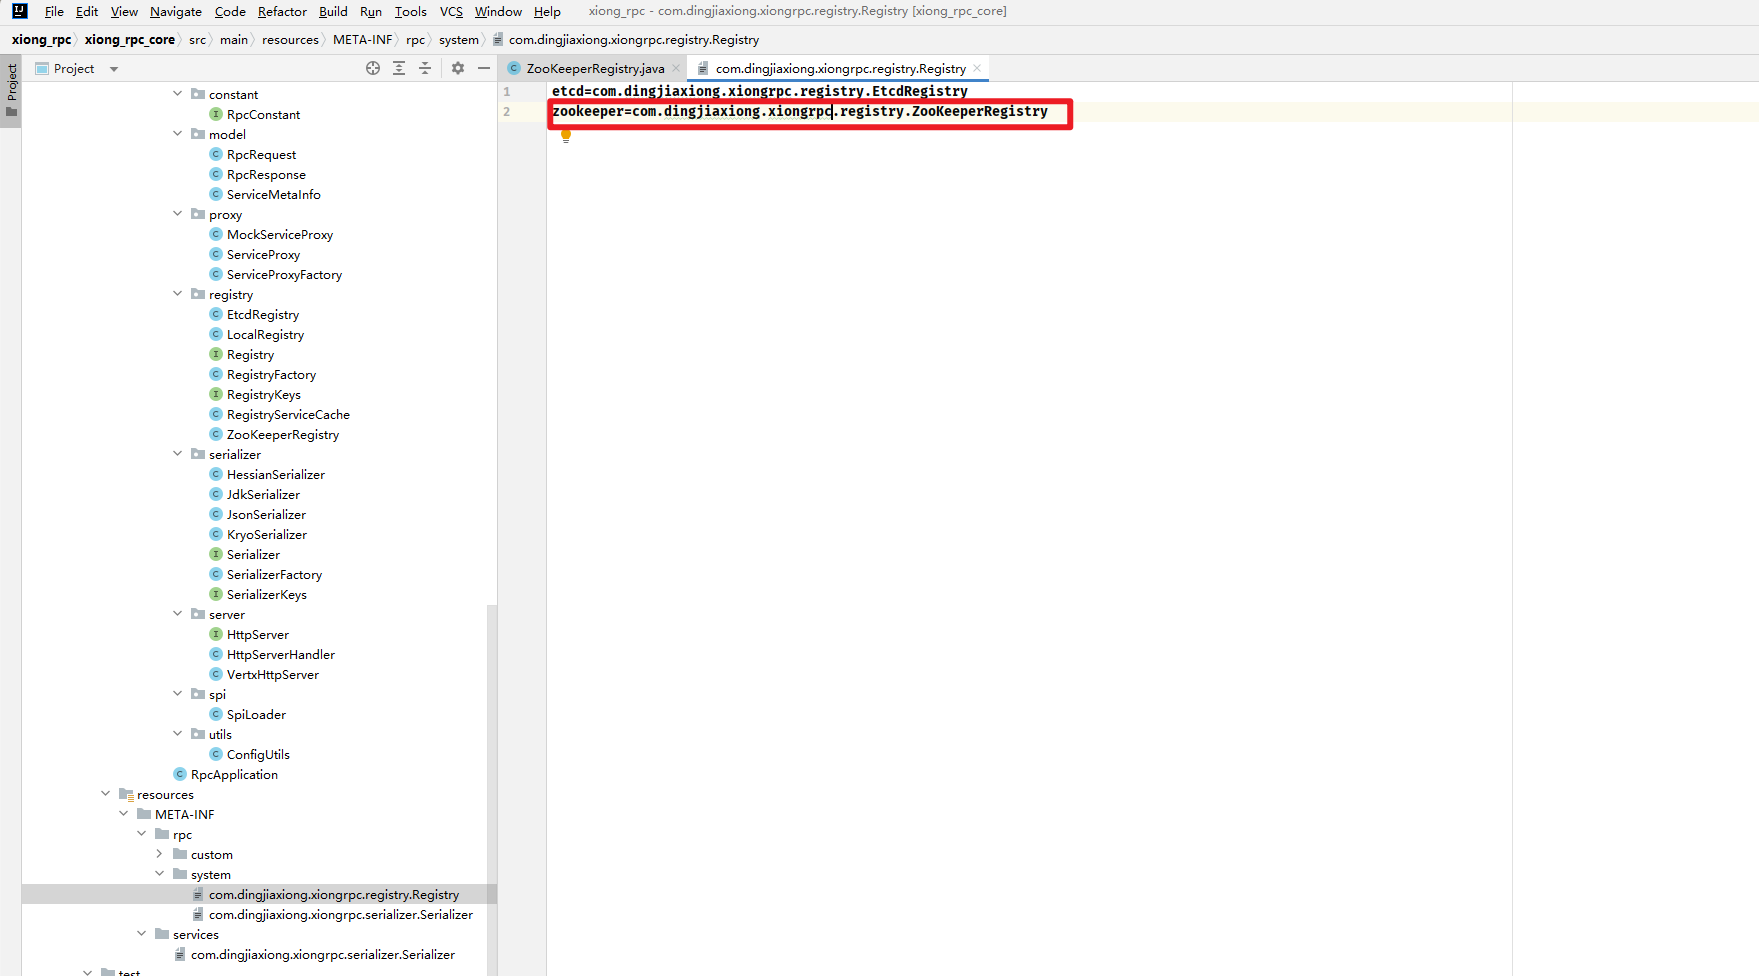 File Edit View Navigate Code Refactor Build Run Tools VCS Window Help xiong_rpc - com.dingjiaxiong.xiongrpc.registry.Registry [xiong_rpc_core]
xiong_rpc xiong_rpc_core src main resources META-INF rpc system com.dingjiaxiong.xiongrpc.registry.Registry
Project
Project
ZooKeeperRegistry.java
com.dingjiaxiong.xiongrpc.registry.Registry
constant
RpcConstant
model
RpcRequest
RpcResponse
ServiceMetaInfo
proxy
MockServiceProxy
ServiceProxy
ServiceProxyFactory
registry
EtcdRegistry
LocalRegistry
Registry
RegistryFactory
RegistryKeys
RegistryServiceCache
ZooKeeperRegistry
serializer
HessianSerializer
JdkSerializer
JsonSerializer
KryoSerializer
Serializer
SerializerFactory
SerializerKeys
server
HttpServer
HttpServerHandler
VertxHttpServer
spi
SpiLoader
utils
ConfigUtils
RpcApplication
resources
META-INF
rpc
custom
system
com.dingjiaxiong.xiongrpc.registry.Registry
com.dingjiaxiong.xiongrpc.serializer.Serializer
services
com.dingjiaxiong.xiongrpc.serializer.Serializer
test
1 etcd=com.dingjiaxiong.xiongrpc.registry.EtcdRegistry
2 zookeeper=com.dingjiaxiong.xiongrpc.registry.ZooKeeperRegistry